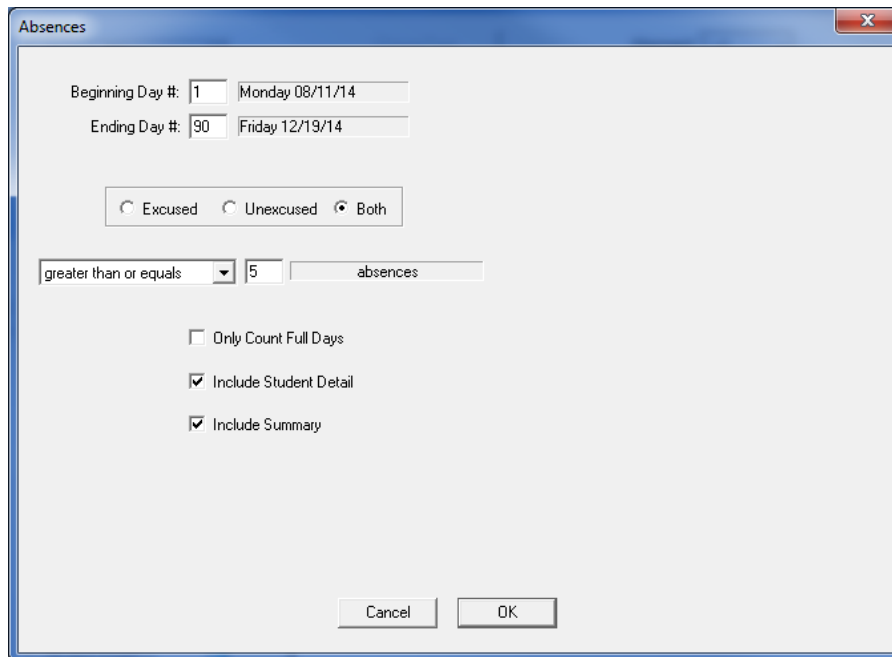 Absences
Beginning Day #: 1 Monday 08/11/14
Ending Day #: 90 Friday 12/19/14
Excused Unexcused Both
greater than or equals 5 absences
Only Count Full Days
Include Student Detail
Include Summary
Cancel OK